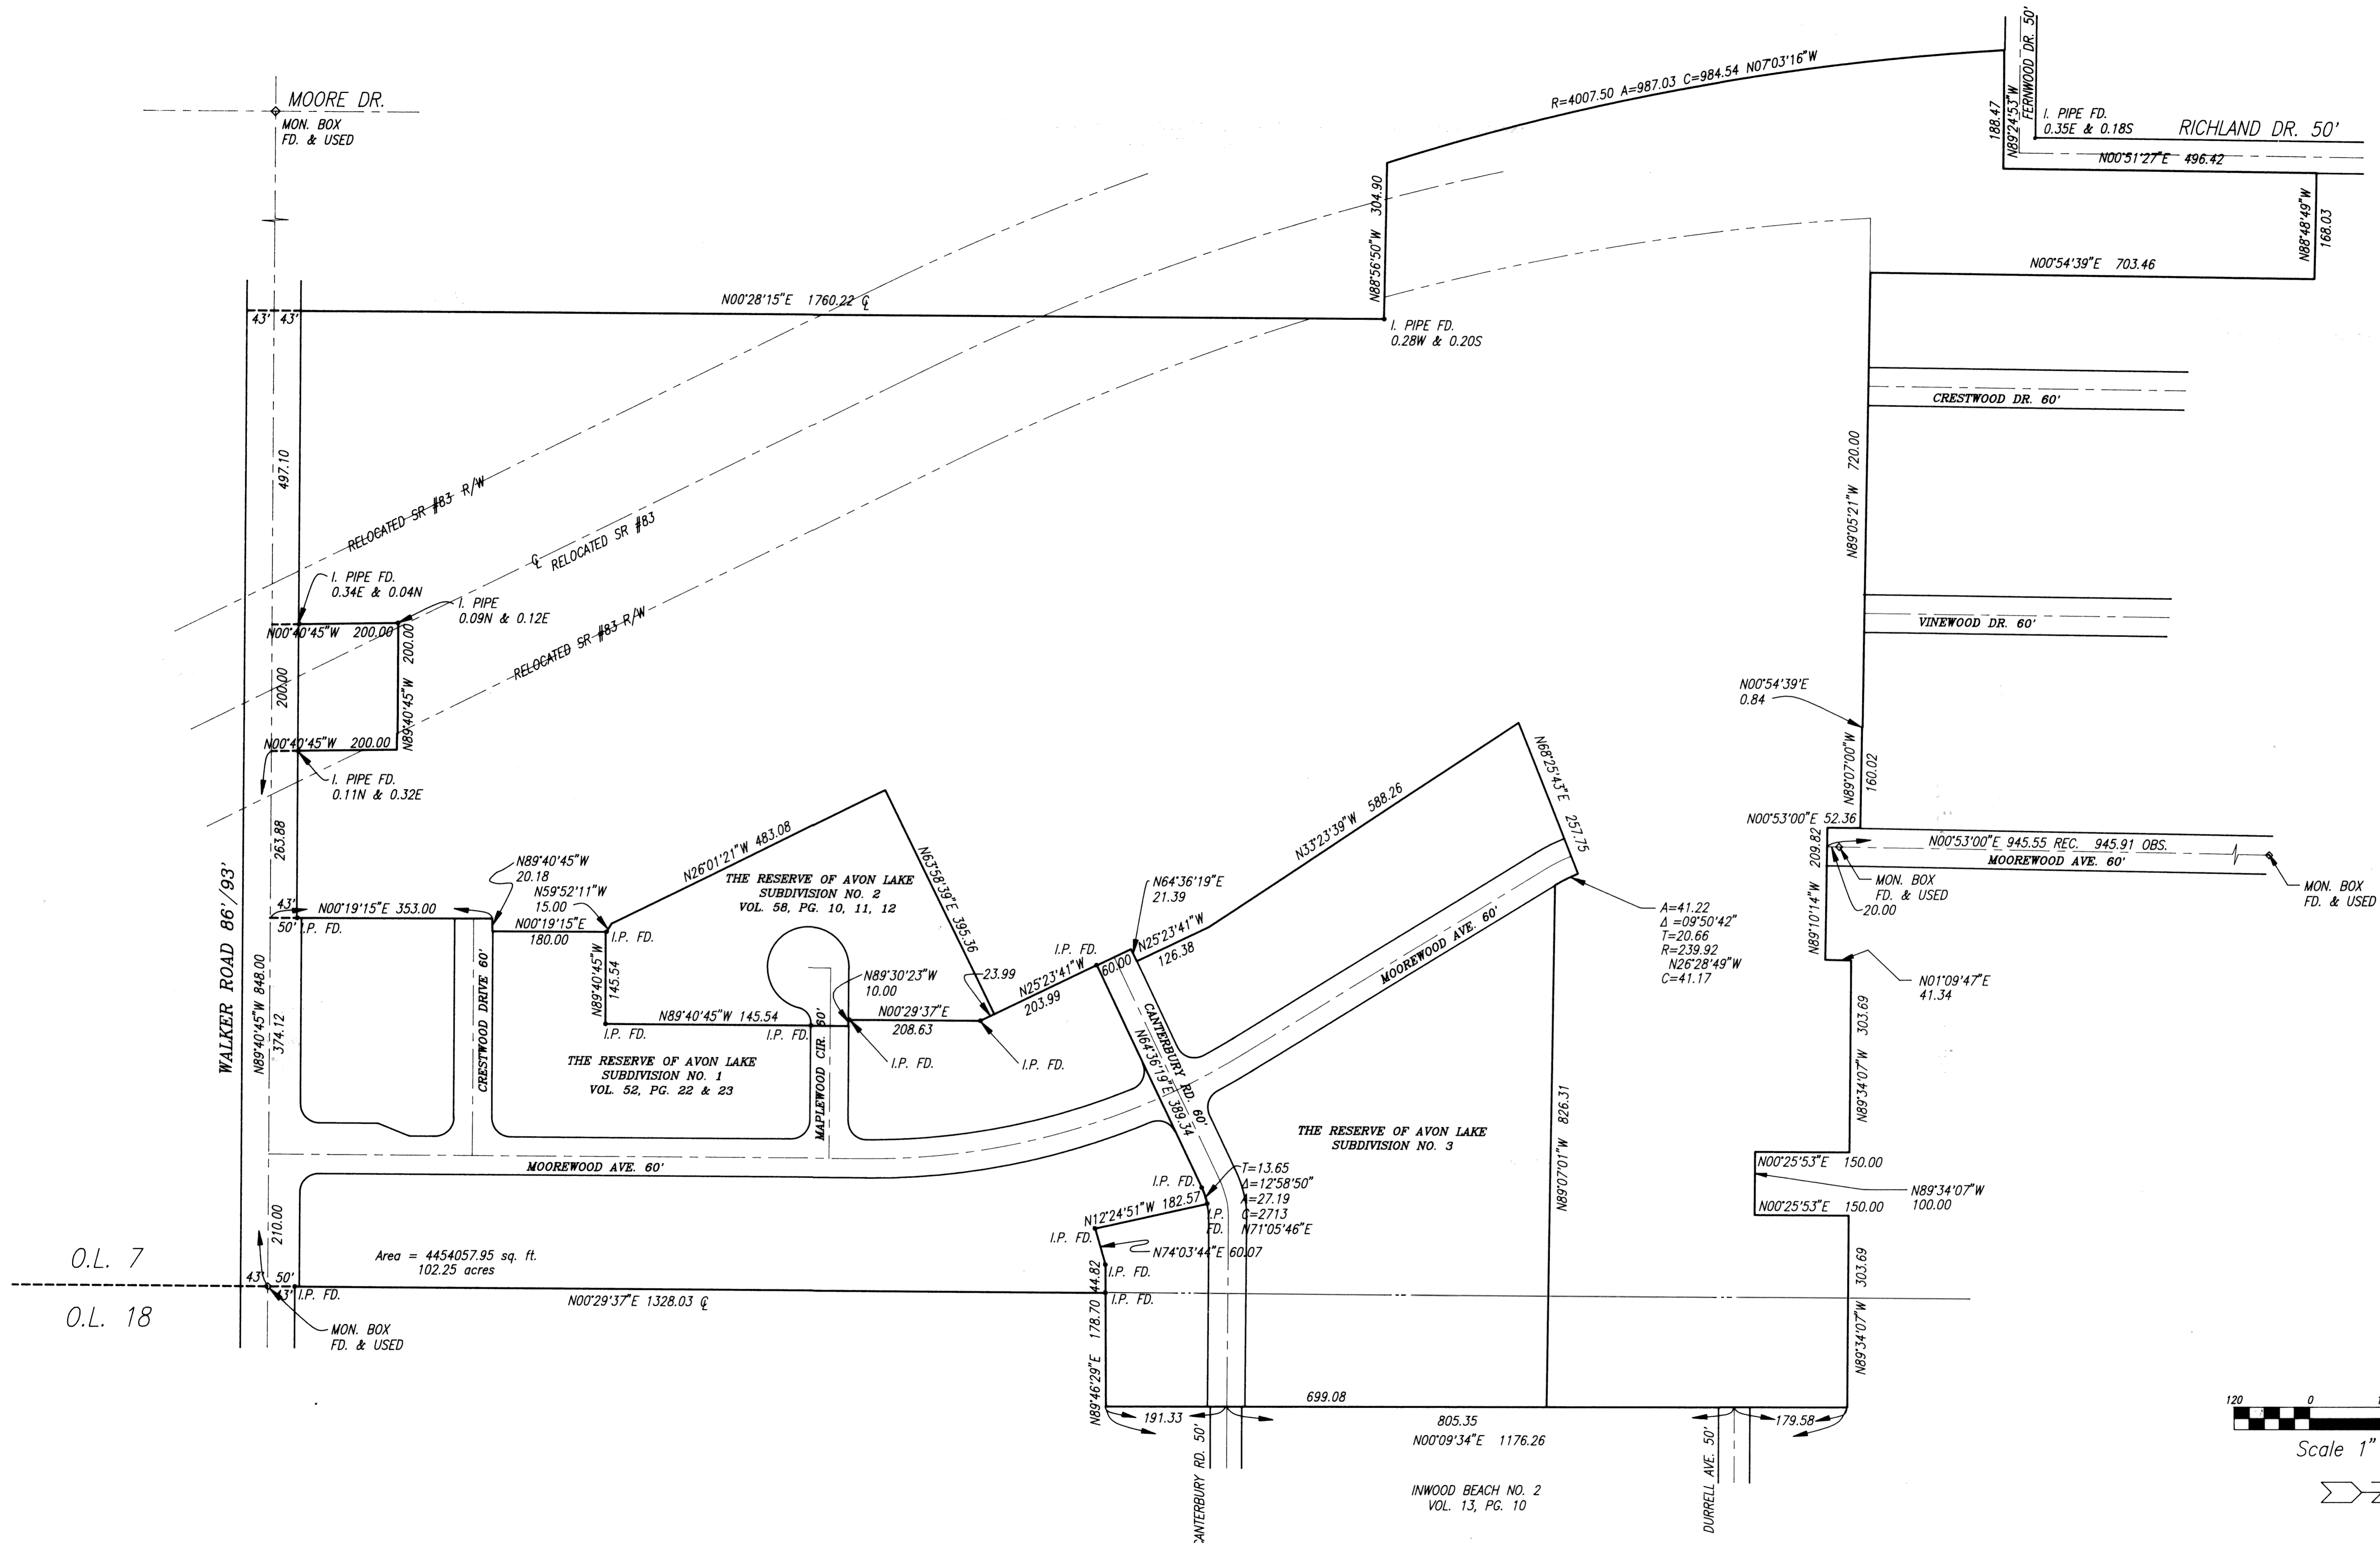 MOORE DR.
MON. BOX
FD. & USED
R=4007.50 A=987.03 C=984.54 N07°03'16"W
188.47
N89°24'53"W
FERNWOOD DR. 50'
I. PIPE FD.
0.35E & 0.18S
RICHLAND DR. 50'
N00°51'27"E 496.42
N88°48'49"W
168.03
N00°54'39"E 703.46
N88°56'50"W 304.90
N00°28'15"E 1760.22 ℄
43' 43'
I. PIPE FD.
0.28W & 0.20S
CRESTWOOD DR. 60'
497.10
N89°05'21"W 720.00
RELOCATED SR #83 R/W
℄ RELOCATED SR #83
RELOCATED SR #83 R/W
I. PIPE FD.
0.34E & 0.04N
I. PIPE
0.09N & 0.12E
N00°40'45"W 200.00
200.00
N89°40'45"W 200.00
N00°40'45"W 200.00
I. PIPE FD.
0.11N & 0.32E
VINEWOOD DR. 60'
N00°54'39'E
0.84
N89°07'00"W
160.02
N00°53'00"E 52.36
209.82
N89°10'14"W
N00°53'00"E 945.55 REC. 945.91 OBS.
MOOREWOOD AVE. 60'
MON. BOX
FD. & USED
20.00
MON. BOX
FD. & USED
263.88
WALKER ROAD 86'/93'
N89°40'45"W
20.18
N59°52'11"W
15.00
N26°01'21"W 483.08
THE RESERVE OF AVON LAKE
SUBDIVISION NO. 2
VOL. 58, PG. 10, 11, 12
N63°58'39"E 395.36
N33°23'39"W 588.26
N68°25'43"E 257.75
N64°36'19"E
21.39
N25°23'41"W
126.38
43'
50'
I.P. FD.
N00°19'15"E 353.00
N00°19'15"E
180.00
I.P. FD.
N89°40'45"W
145.54
I.P. FD.
60.00
N25°23'41"W
203.99
23.99
N89°30'23"W
10.00
N00°29'37"E
208.63
N89°40'45"W 145.54
I.P. FD.
I.P. FD.
I.P. FD.
I.P. FD.
MOOREWOOD AVE. 60'
A=41.22
Δ =09°50'42"
T=20.66
R=239.92
N26°28'49"W
C=41.17
N01°09'47"E
41.34
N89°40'45"W 848.00
374.12
CRESTWOOD DRIVE 60'
THE RESERVE OF AVON LAKE
SUBDIVISION NO. 1
VOL. 52, PG. 22 & 23
MAPLEWOOD CIR. 60'
CANTERBURY RD. 60'
N64°36'19"E 389.34
THE RESERVE OF AVON LAKE
SUBDIVISION NO. 3
N89°07'01"W 826.31
303.69
N89°34'07"W
N00°25'53"E 150.00
N89°34'07"W
100.00
N00°25'53"E 150.00
MOOREWOOD AVE. 60'
I.P. FD.
T=13.65
Δ=12°58'50"
A=27.19
C=2713
N71°05'46"E
I.P.
FD.
N12°24'51"W 182.57
I.P. FD.
N74°03'44"E 60.07
I.P. FD.
44.82
I.P. FD.
210.00
O.L. 7
Area = 4454057.95 sq. ft.
102.25 acres
43' 50'
43'
I.P. FD.
N00°29'37"E 1328.03 ℄
O.L. 18
MON. BOX
FD. & USED
N89°46'29"E 178.70
303.69
N89°34'07"W
699.08
191.33
805.35
179.58
N00°09'34"E 1176.26
CANTERBURY RD. 50'
DURRELL AVE. 50'
INWOOD BEACH NO. 2
VOL. 13, PG. 10
120 0
Scale 1"